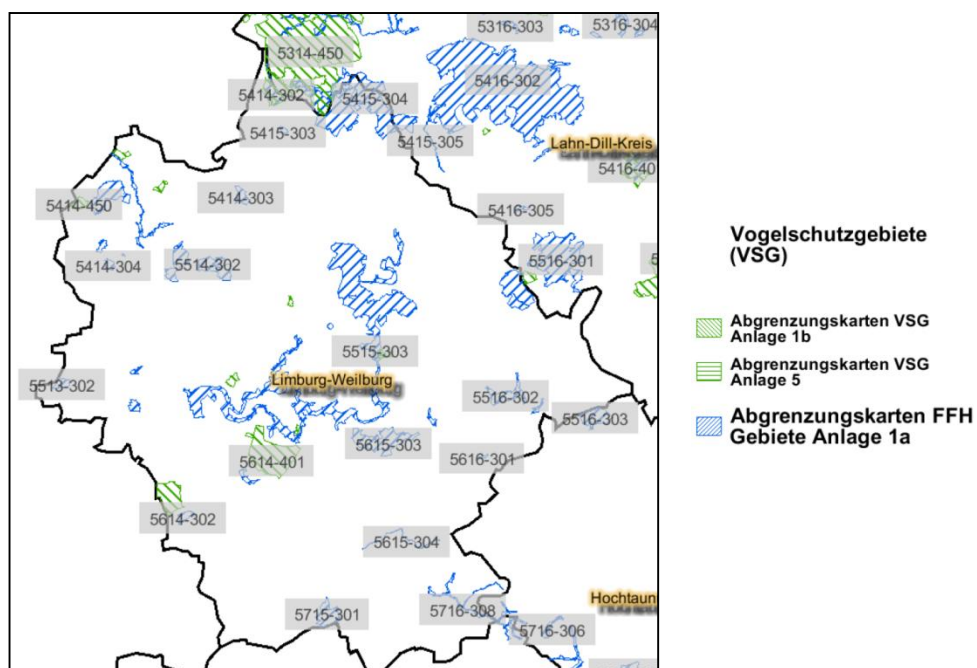 5316-303
5316-304
5314-450
5416-302
5414-302
5415-304
5415-303
5415-305
Lahn-Dill-Kreis
5416-40
5414-303
5414-450
5416-305
5414-304
5514-302
5516-301
5
5515-303
Limburg-Weilburg
5513-302
5516-302
5516-303
5615-303
5614-401
5616-301
5614-302
5615-304
Hochtaun
5715-301
5716-308
5716-306
Vogelschutzgebiete
(VSG)
Abgrenzungskarten VSG
Anlage 1b
Abgrenzungskarten VSG
Anlage 5
Abgrenzungskarten FFH
Gebiete Anlage 1a